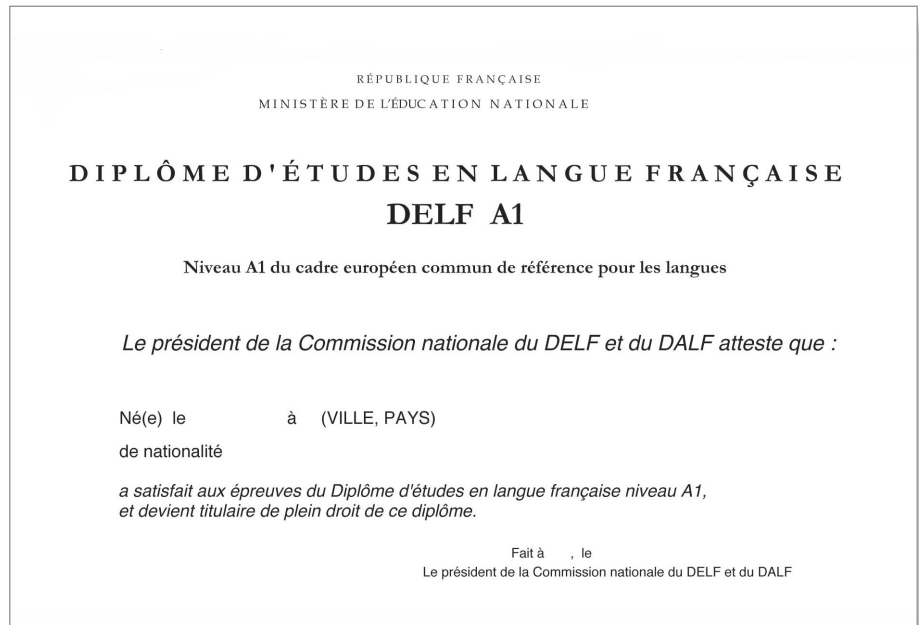 RÉPUBLIQUE FRANÇAISE
MINISTÈRE DE L'ÉDUCATION NATIONALE
DIPLÔME D'ÉTUDES EN LANGUE FRANÇAISE
DELF A1
Niveau A1 du cadre européen commun de référence pour les langues
Le président de la Commission nationale du DELF et du DALF atteste que :
Né(e) le à (VILLE, PAYS)
de nationalité
a satisfait aux épreuves du Diplôme d'études en langue française niveau A1,
et devient titulaire de plein droit de ce diplôme.
Fait à , le
Le président de la Commission nationale du DELF et du DALF